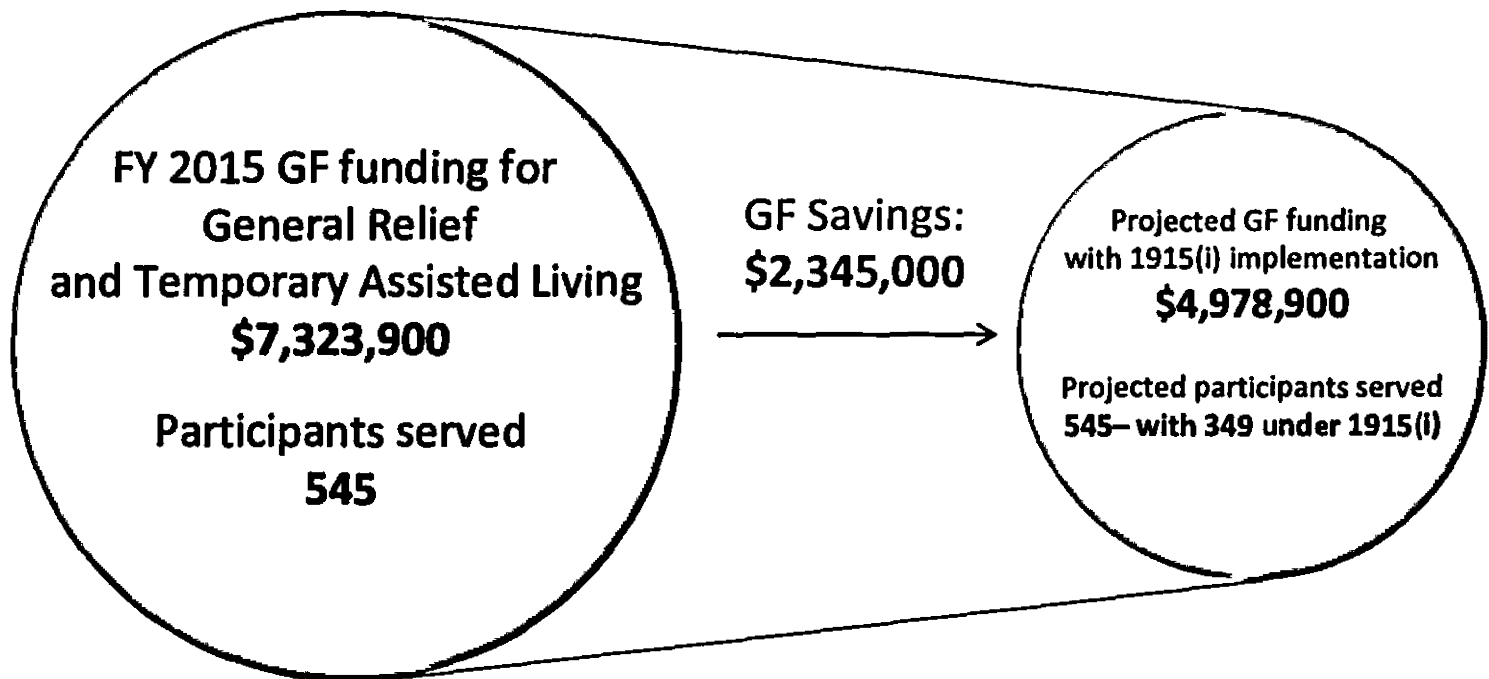 FY 2015 GF funding for
General Relief
and Temporary Assisted Living
$7,323,900
Participants served
545
GF Savings:
$2,345,000
Projected GF funding
with 1915(i) implementation
$4,978,900
Projected participants served
545– with 349 under 1915(i)